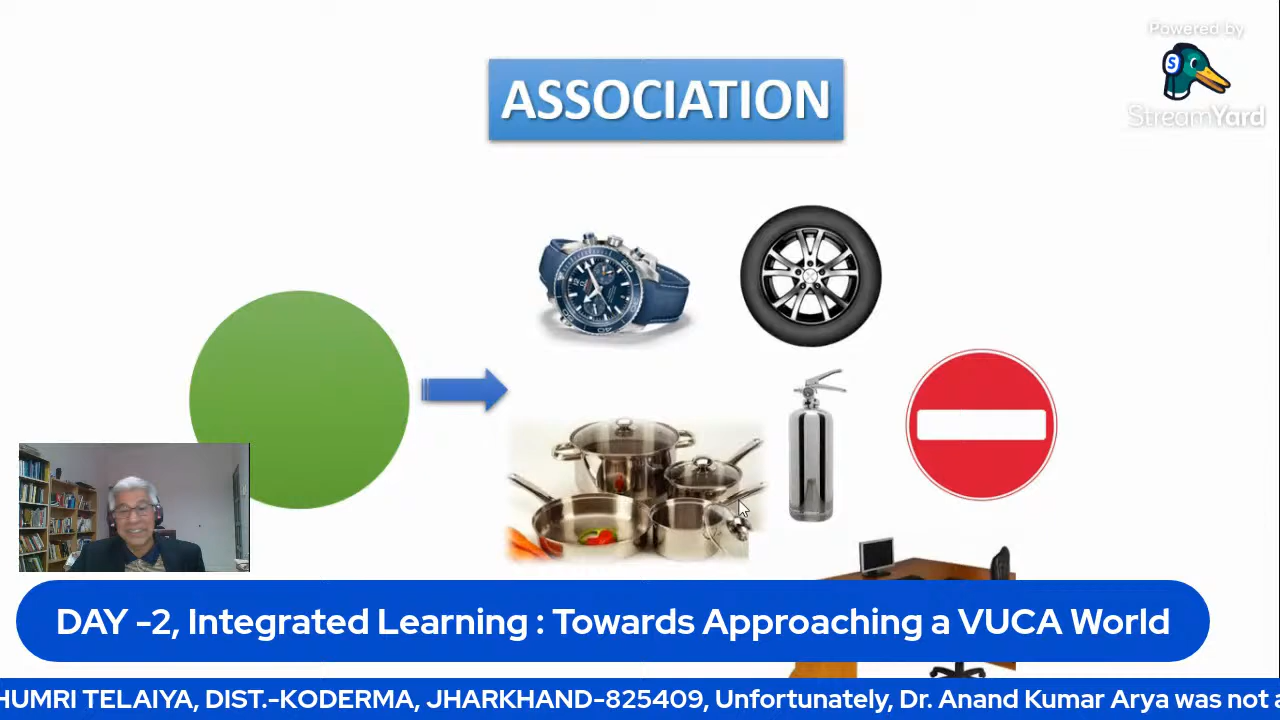 Powered by
StreamYard
ASSOCIATION
DAY -2, Integrated Learning : Towards Approaching a VUCA World
HUMRI TELAIYA, DIST.-KODERMA, JHARKHAND-825409, Unfortunately, Dr. Anand Kumar Arya was not a